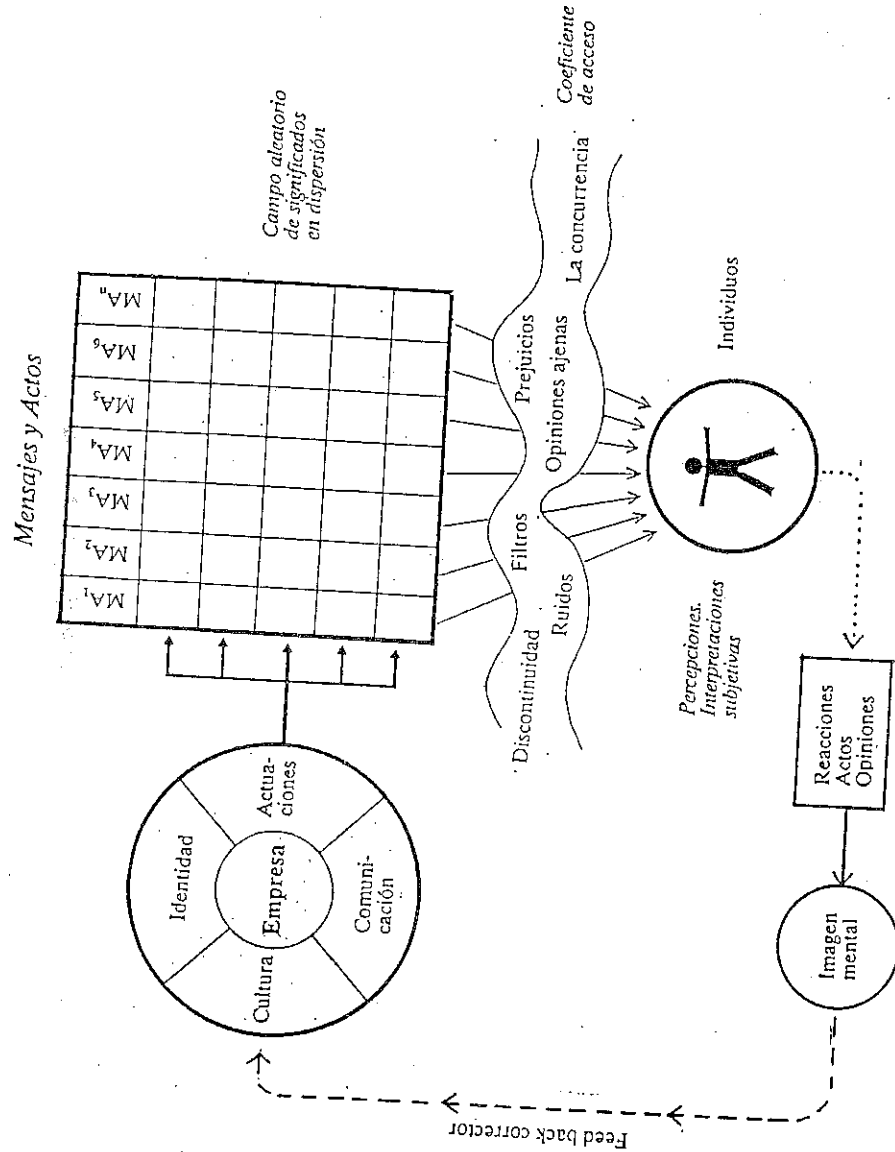 Mensajes y Actos
MA₁ MA₂ MA₃ MA₄ MA₅ MA₆ MAₙ
Campo aleatorio
de significados
en dispersión
Identidad
Cultura
Empresa
Actua-
ciones
Comuni-
cación
Discontinuidad
Filtros
Prejuicios
Ruidos
Opiniones ajenas
La concurrencia
Coeficiente
de acceso
Percepciones.
Interpretaciones
subjetivas
Individuos
Reacciones
Actos
Opiniones
Imagen
mental
Feed back corrector